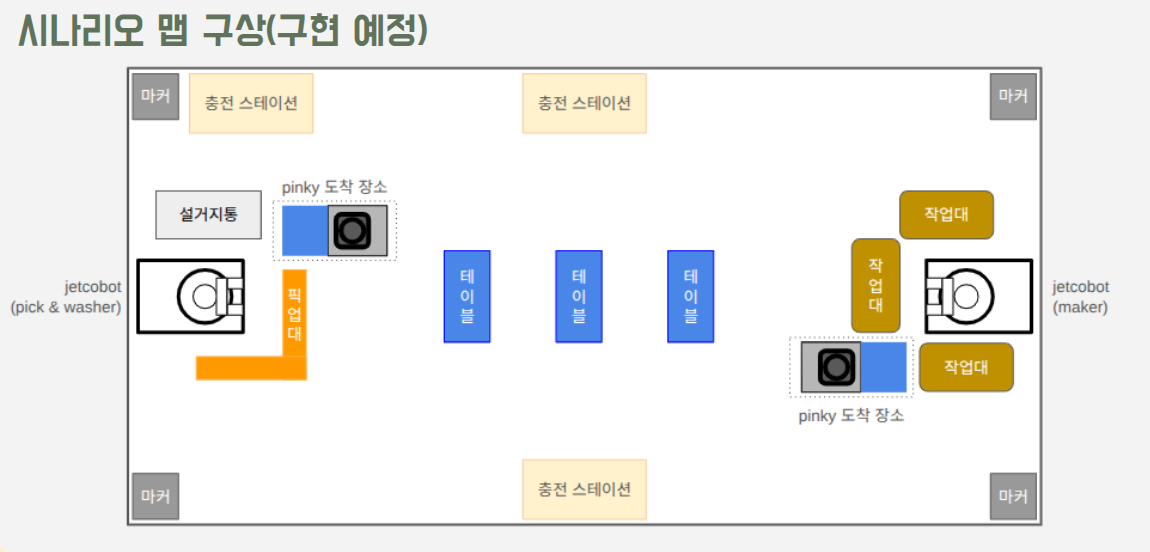 시나리오 맵 구상(구현 예정)
마커
충전 스테이션
충전 스테이션
마커
pinky 도착 장소
설거지통
작업대
jetcobot
(pick & washer)
픽업대
테이블
테이블
테이블
작업대
jetcobot
(maker)
작업대
pinky 도착 장소
마커
충전 스테이션
마커